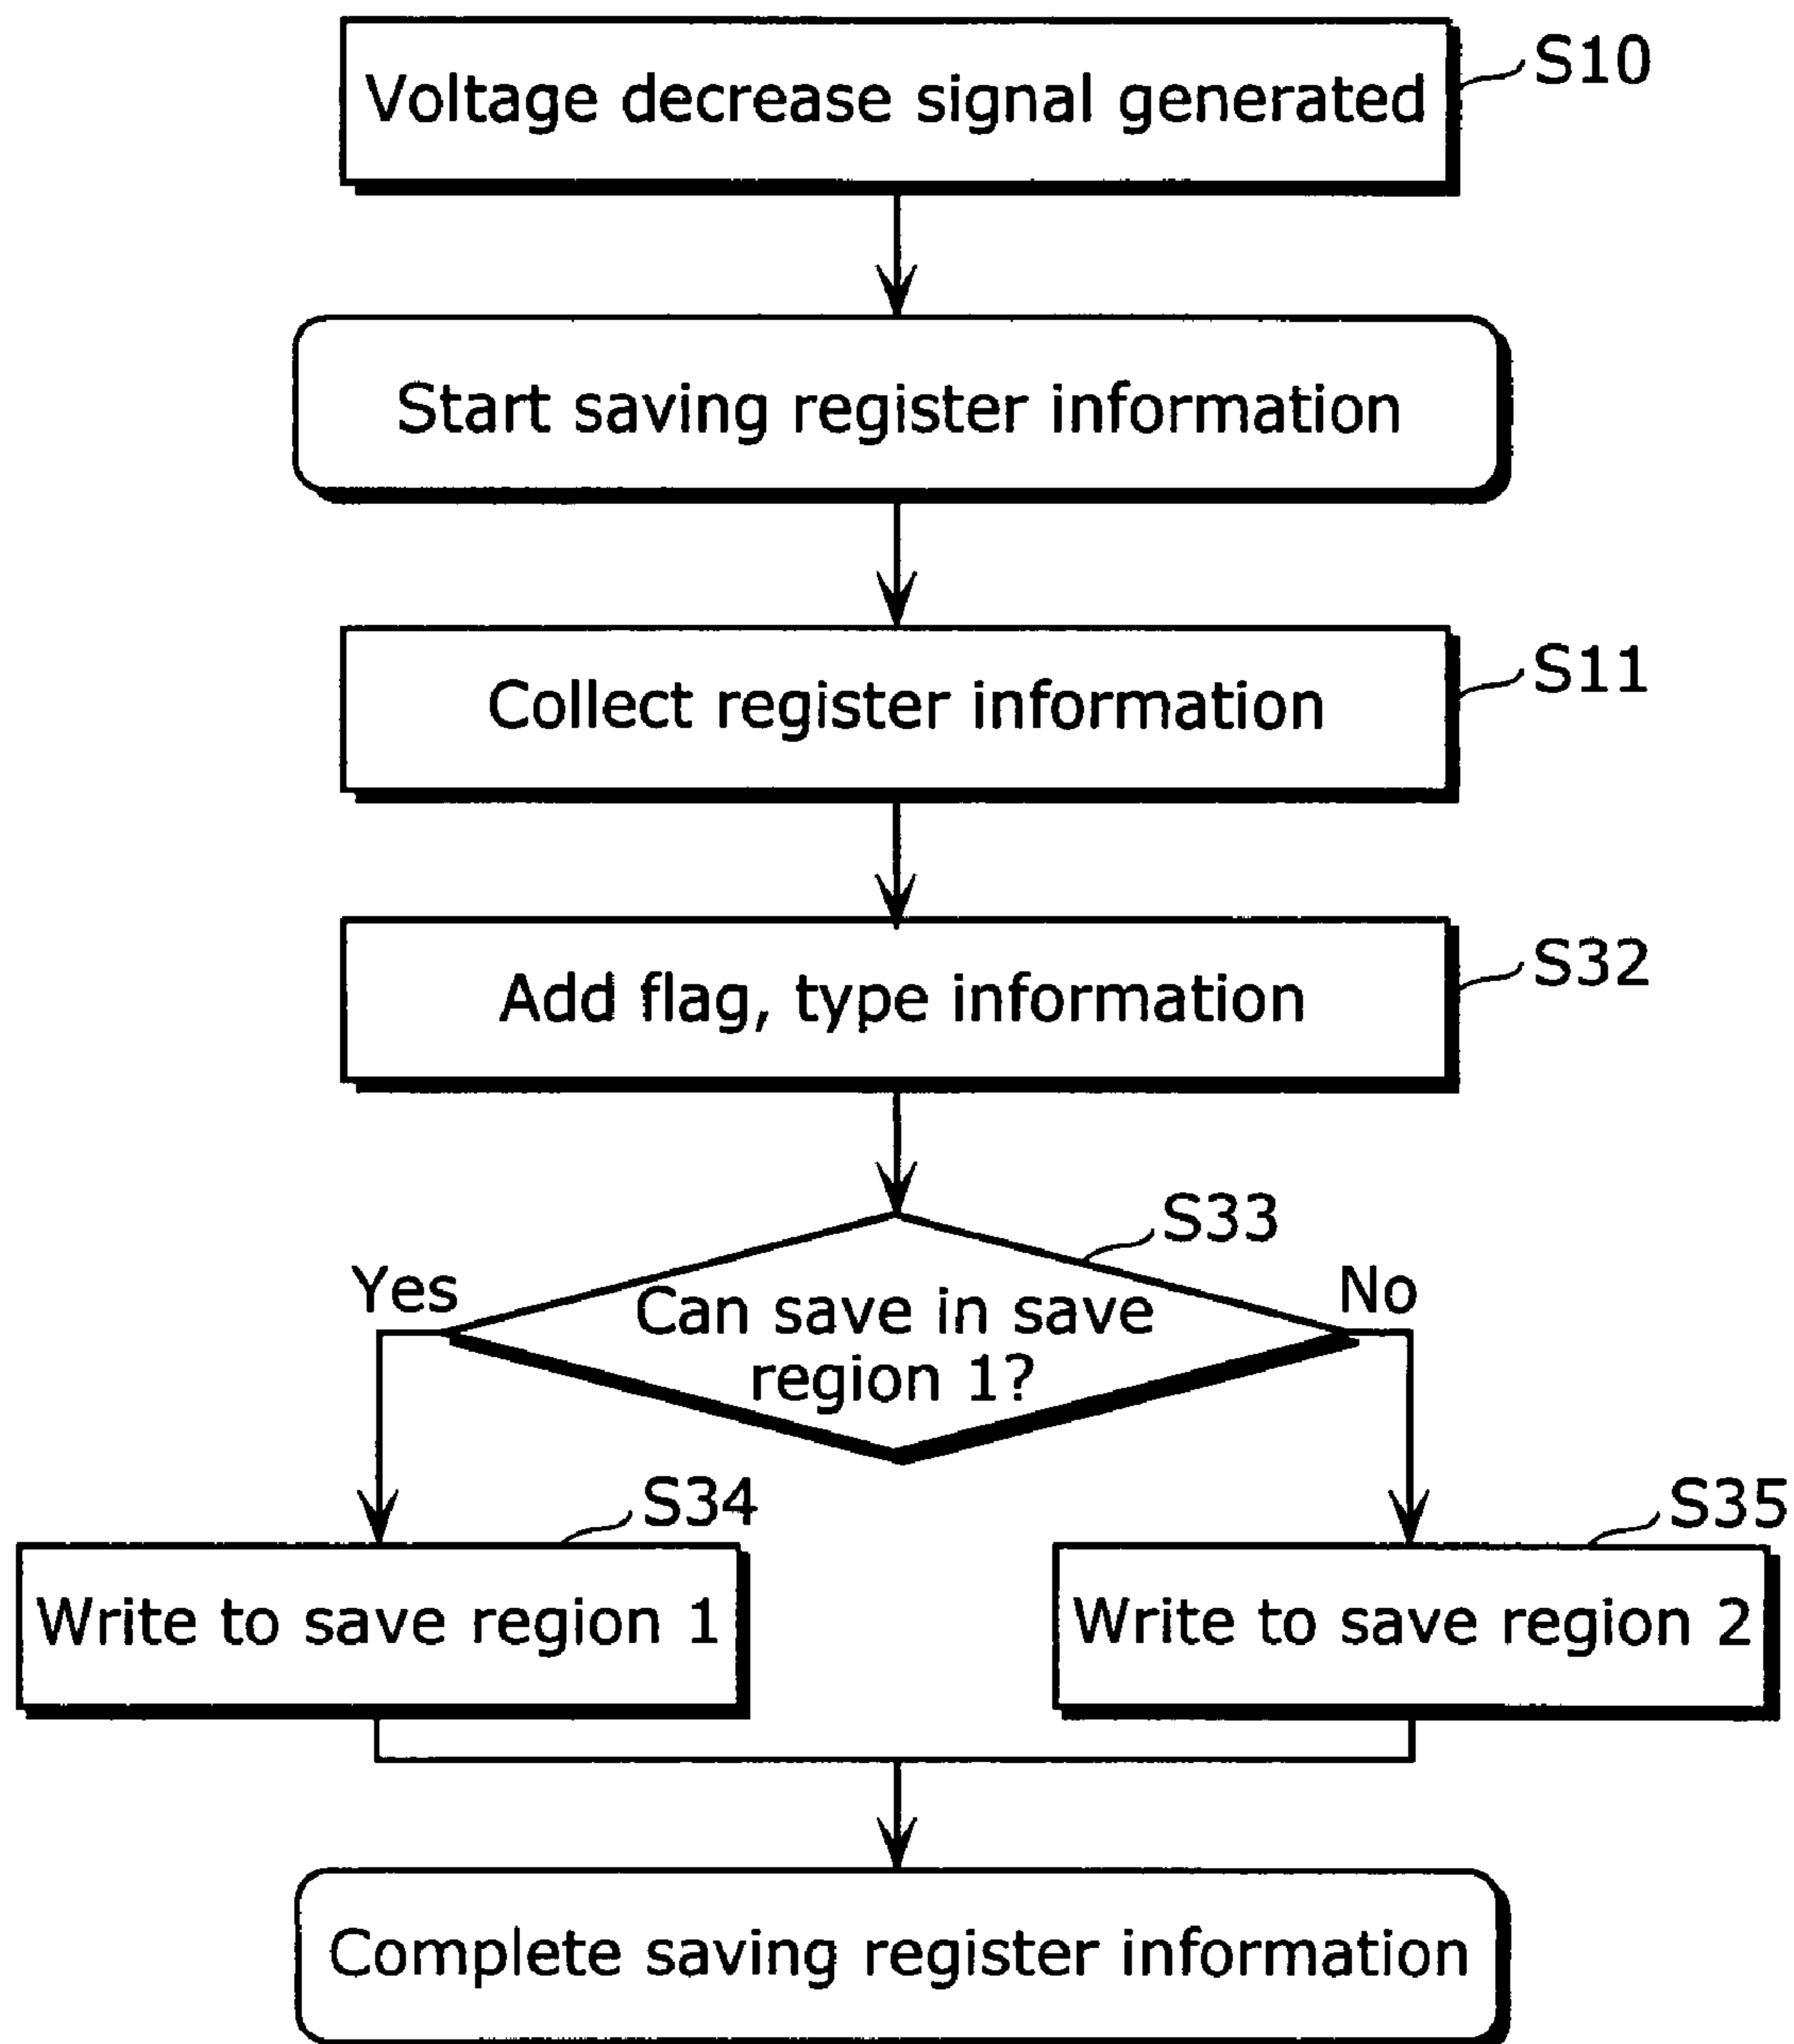 Voltage decrease signal generated
S10
Start saving register information
Collect register information
S11
Add flag, type information
S32
S33
Yes
No
Can save in save
region 1?
S34
S35
Write to save region 1
Write to save region 2
Complete saving register information